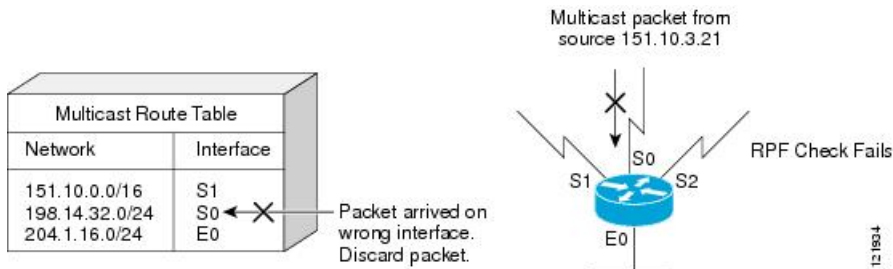 Multicast packet from
source 151.10.3.21
Multicast Route Table
Network Interface
151.10.0.0/16 S1
198.14.32.0/24 S0
204.1.16.0/24 E0
Packet arrived on
wrong interface.
Discard packet.
S0
RPF Check Fails
S1
S2
E0
121934